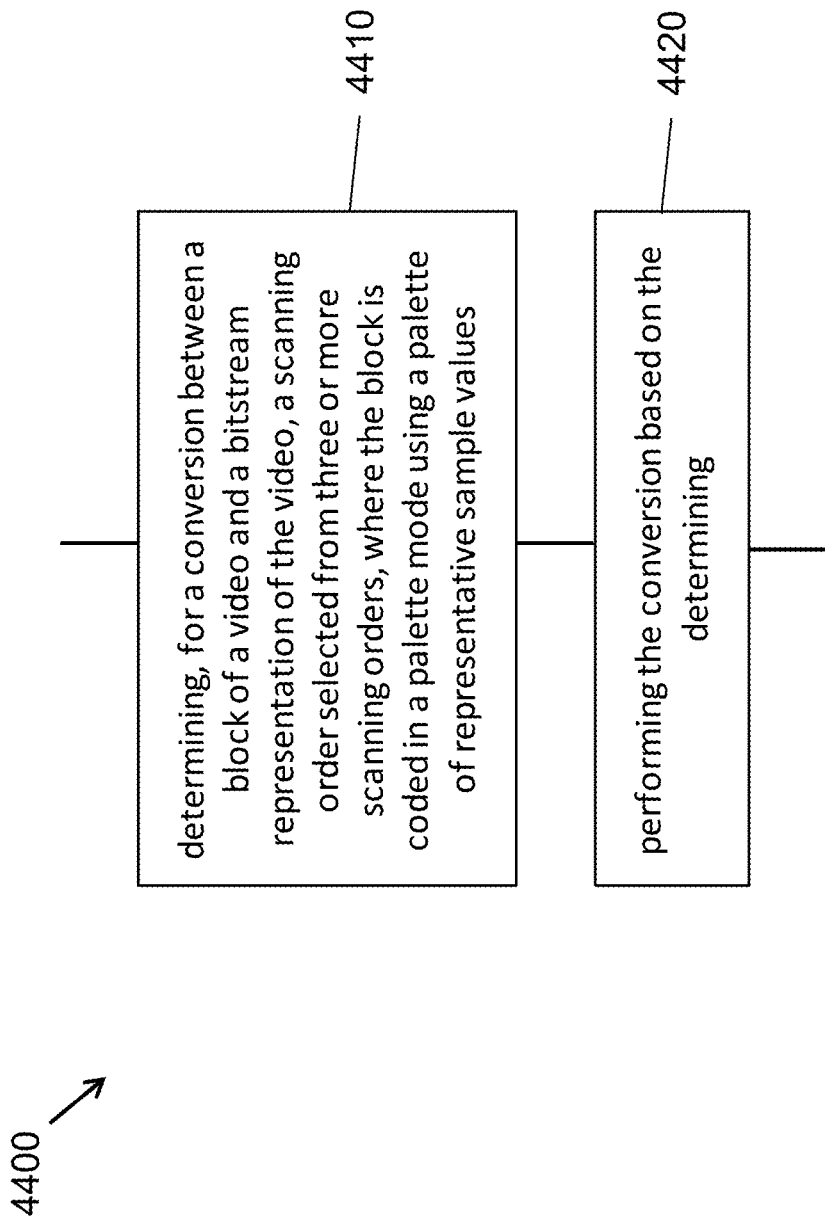 4400
determining, for a conversion between a
block of a video and a bitstream
representation of the video, a scanning
order selected from three or more
scanning orders, where the block is
coded in a palette mode using a palette
of representative sample values
4410
performing the conversion based on the
determining
4420